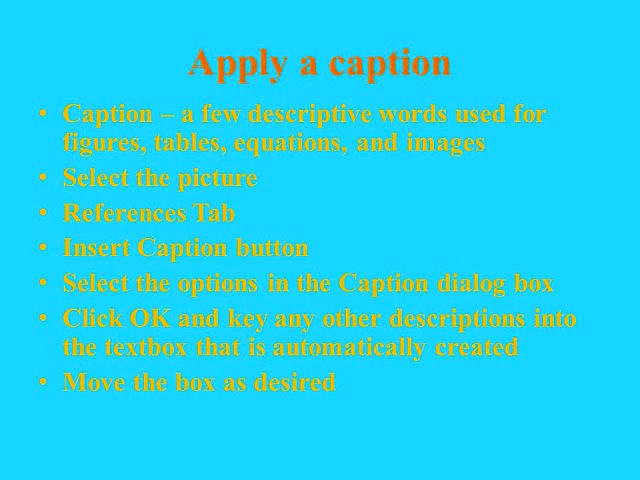 Apply a caption
• Caption – a few descriptive words used for
figures, tables, equations, and images
• Select the picture
• References Tab
• Insert Caption button
• Select the options in the Caption dialog box
• Click OK and key any other descriptions into
the textbox that is automatically created
• Move the box as desired